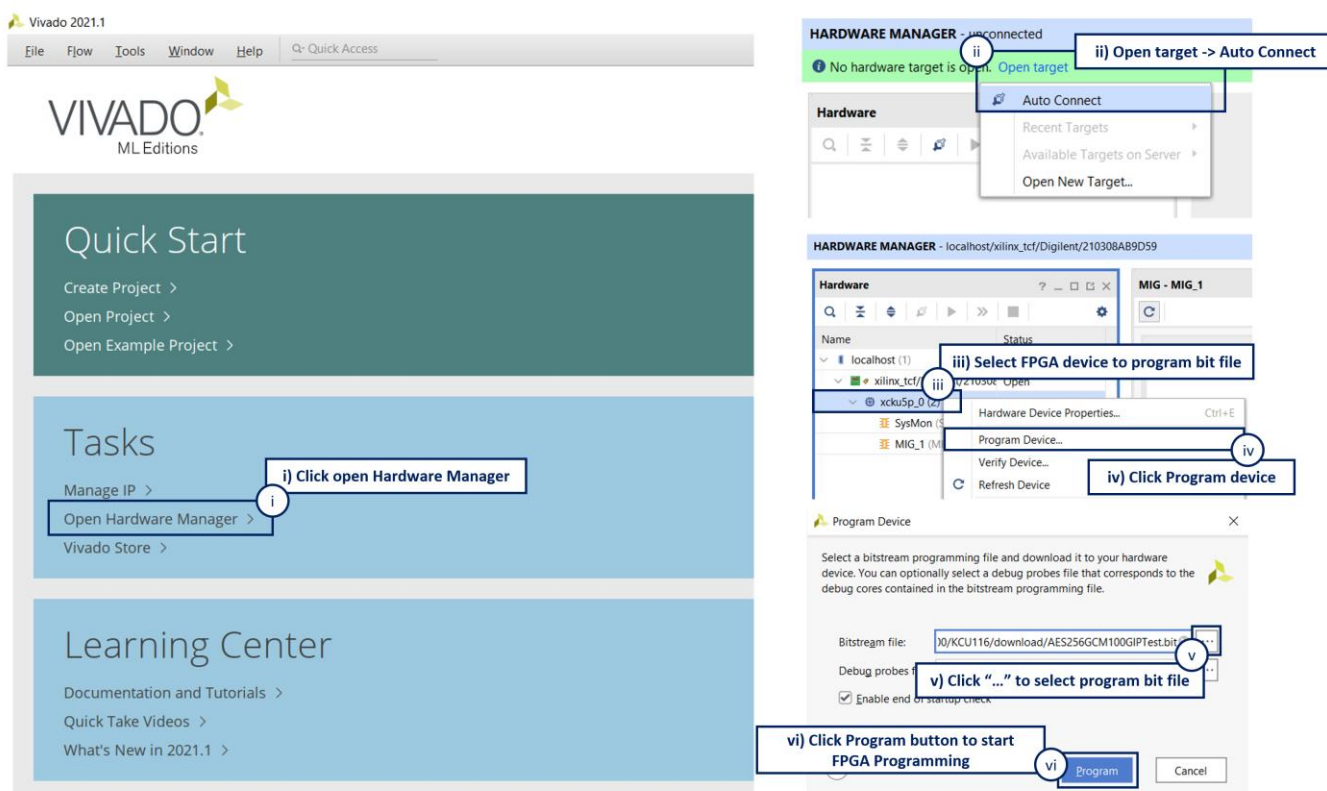 Vivado 2021.1
File Flow Tools Window Help Q- Quick Access
VIVADO.
ML Editions
Quick Start
Create Project >
Open Project >
Open Example Project >
Tasks
Manage IP >
i) Click open Hardware Manager
i
Open Hardware Manager >
Vivado Store >
Learning Center
Documentation and Tutorials >
Quick Take Videos >
What's New in 2021.1 >
HARDWARE MANAGER - unconnected
ii
ii) Open target -> Auto Connect
No hardware target is open. Open target
Hardware
Auto Connect
Recent Targets
Available Targets on Server
Open New Target...
HARDWARE MANAGER - localhost/xilinx_tcf/Digilent/210308AB9D59
Hardware ? _ □ X
MIG - MIG_1
Name Status
localhost (1)
iii) Select FPGA device to program bit file
iii
xilinx_tcf/ Open
xcku5p_0 (2)
SysMon
MIG_1
Hardware Device Properties... Ctrl+E
Program Device...
iv
Verify Device...
iv) Click Program device
Refresh Device
Program Device
Select a bitstream programming file and download it to your hardware
device. You can optionally select a debug probes file that corresponds to the
debug cores contained in the bitstream programming file.
Bitstream file: 00/KCU116/download/AES256GCM100GIPTest.bit ...
v
Debug probes
v) Click “...” to select program bit file
Enable end of startup check
vi) Click Program button to start
FPGA Programming
vi
Program
Cancel